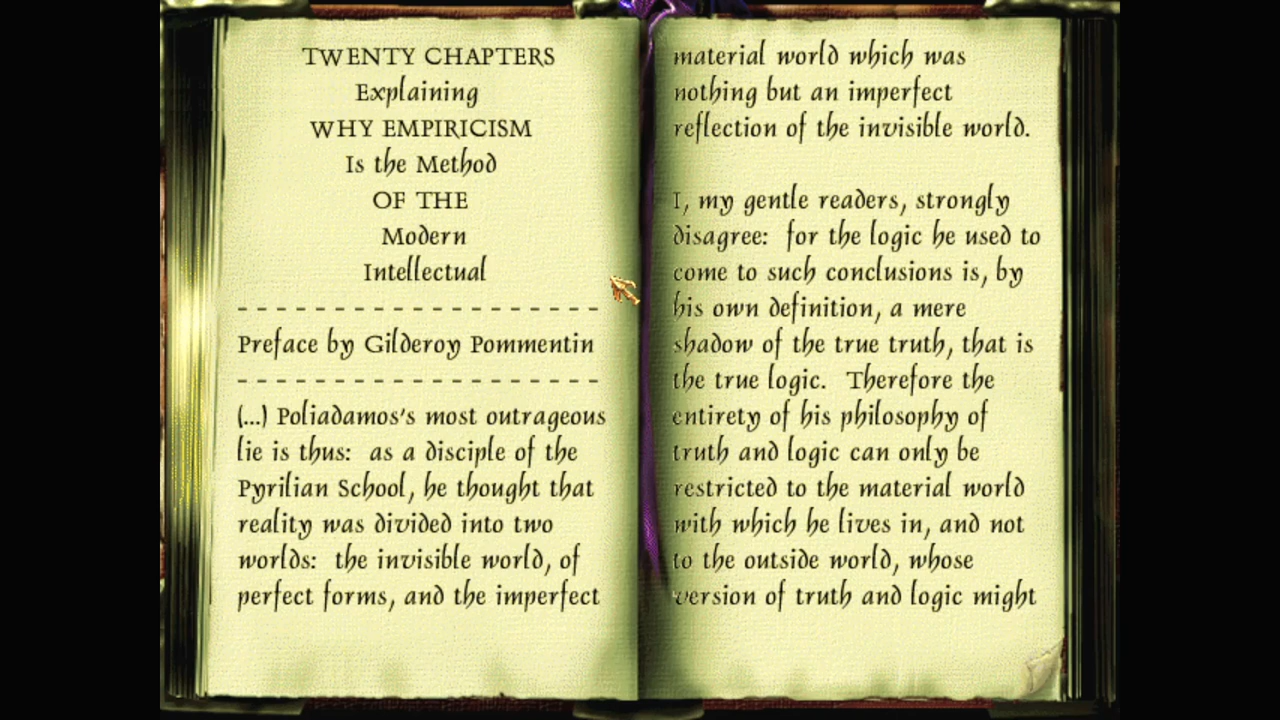 TWENTY CHAPTERS
Explaining
WHY EMPIRICISM
Is the Method
OF THE
Modern
Intellectual
- - - - - - - - - - - - - - - - - - -
Preface by Gilderoy Pommentin
- - - - - - - - - - - - - - - - - - -
(...) Poliadamos's most outrageous
lie is thus:  as a disciple of the
Pyrilian School, he thought that
reality was divided into two
worlds:  the invisible world, of
perfect forms, and the imperfect
material world which was
nothing but an imperfect
reflection of the invisible world.
I, my gentle readers, strongly
disagree:  for the logic he used to
come to such conclusions is, by
his own definition, a mere
shadow of the true truth, that is
the true logic.  Therefore the
entirety of his philosophy of
truth and logic can only be
restricted to the material world
with which he lives in, and not
to the outside world, whose
version of truth and logic might